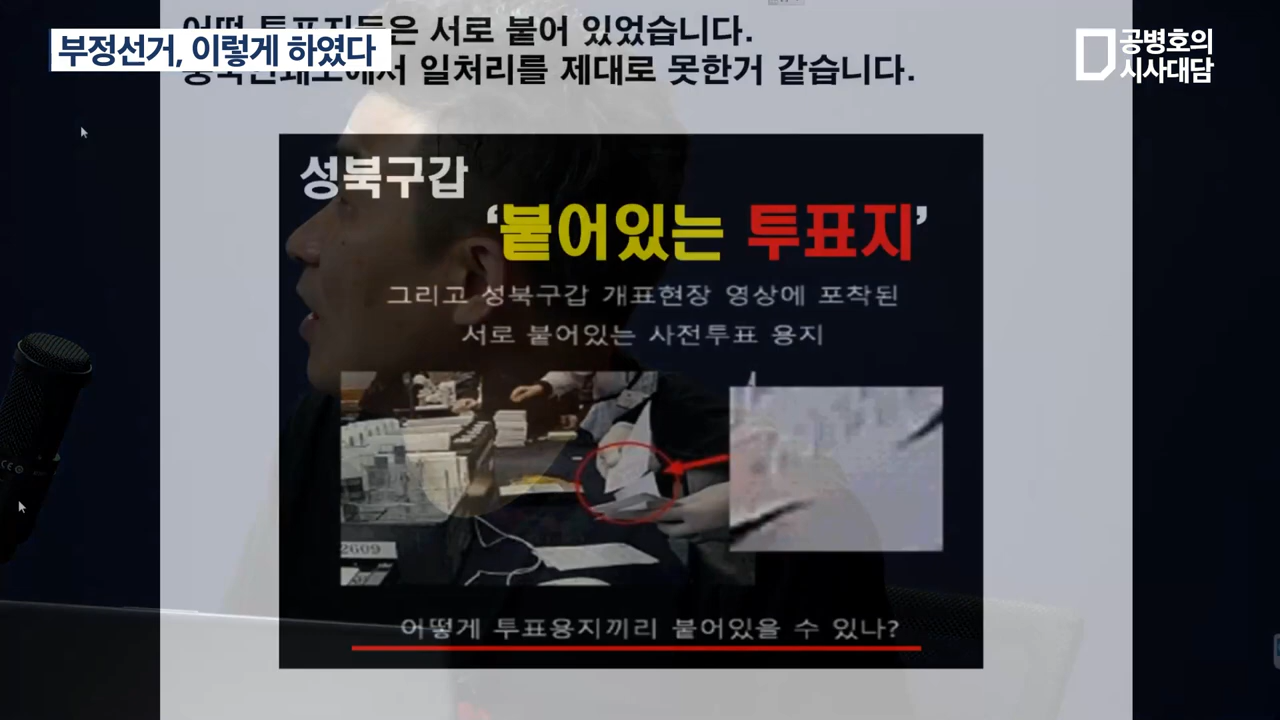 은 서로 붙어 있었습니다.
부정선거, 이렇게 하였다
에서 일처리를 제대로 못한거 같습니다.
공병호의
시사대담
성북구갑
‘붙어있는 투표지’
그리고 성북구갑 개표현장 영상에 포착된
서로 붙어있는 사전투표 용지
2609
어떻게 투표용지끼리 붙어있을 수 있나?